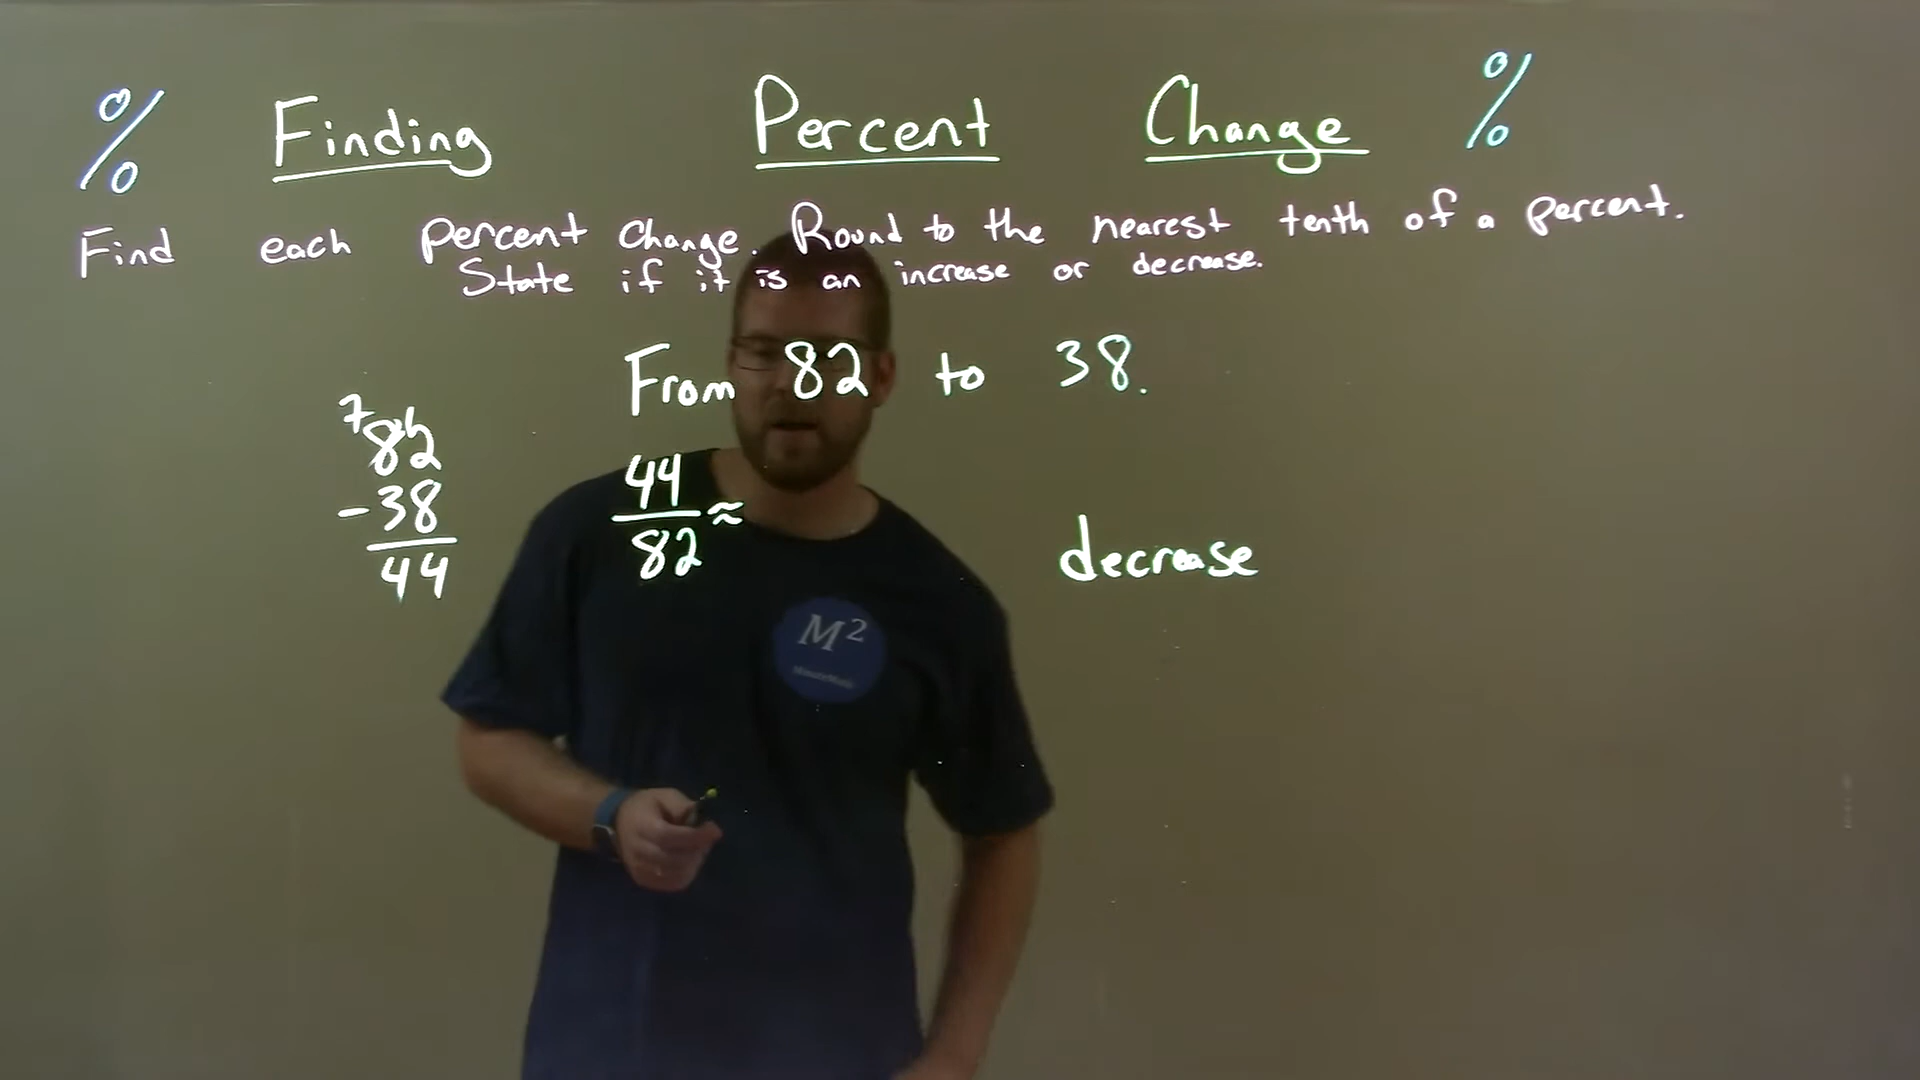 % Finding Percent Change %
Find each percent change. Round to the nearest tenth of a percent.
State if it is an increase or decrease.
From 82 to 38.
7 1
82
-38
44
44
82
≈
decrease
M²